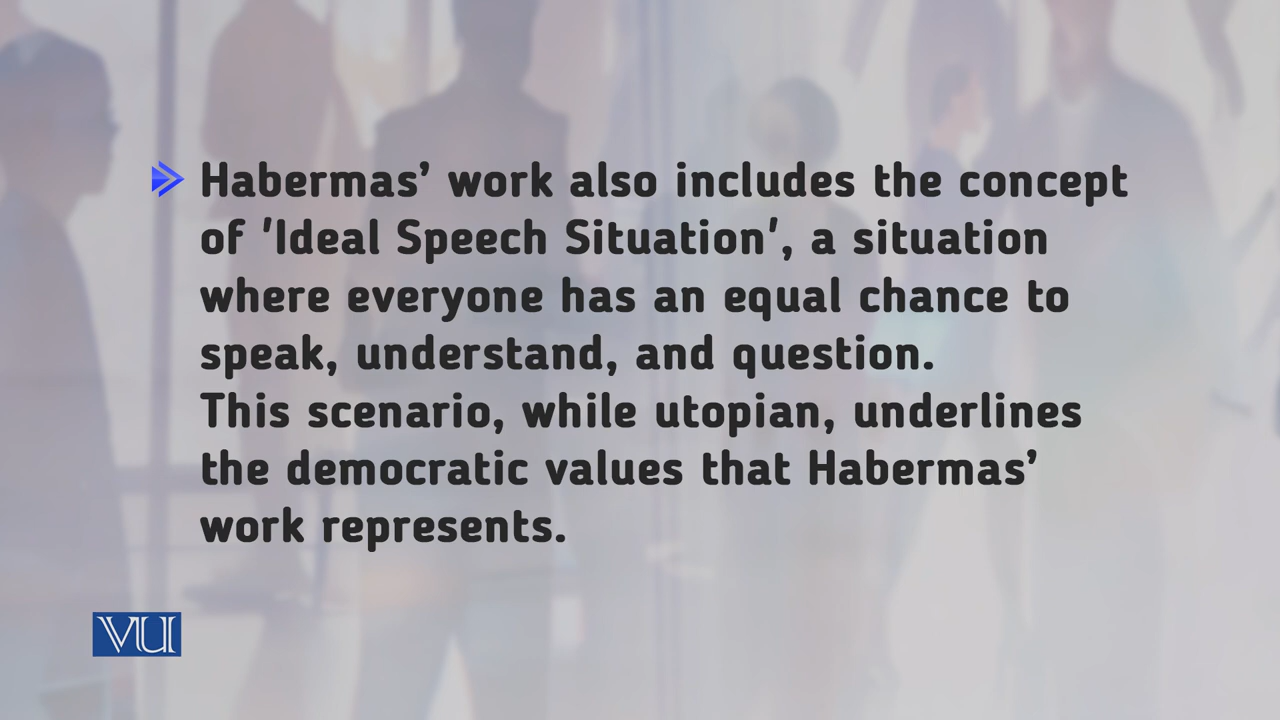 Habermas’ work also includes the concept
of 'Ideal Speech Situation', a situation
where everyone has an equal chance to
speak, understand, and question.
This scenario, while utopian, underlines
the democratic values that Habermas’
work represents.
VU